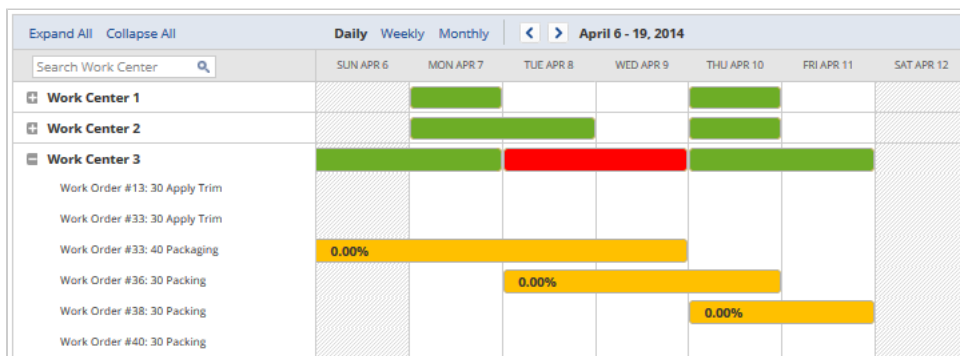 Expand All Collapse All Daily Weekly Monthly April 6 - 19, 2014
Search Work Center SUN APR 6 MON APR 7 TUE APR 8 WED APR 9 THU APR 10 FRI APR 11 SAT APR 12
Work Center 1
Work Center 2
Work Center 3
Work Order #13: 30 Apply Trim
Work Order #33: 30 Apply Trim
Work Order #33: 40 Packaging 0.00%
Work Order #36: 30 Packing 0.00%
Work Order #38: 30 Packing 0.00%
Work Order #40: 30 Packing